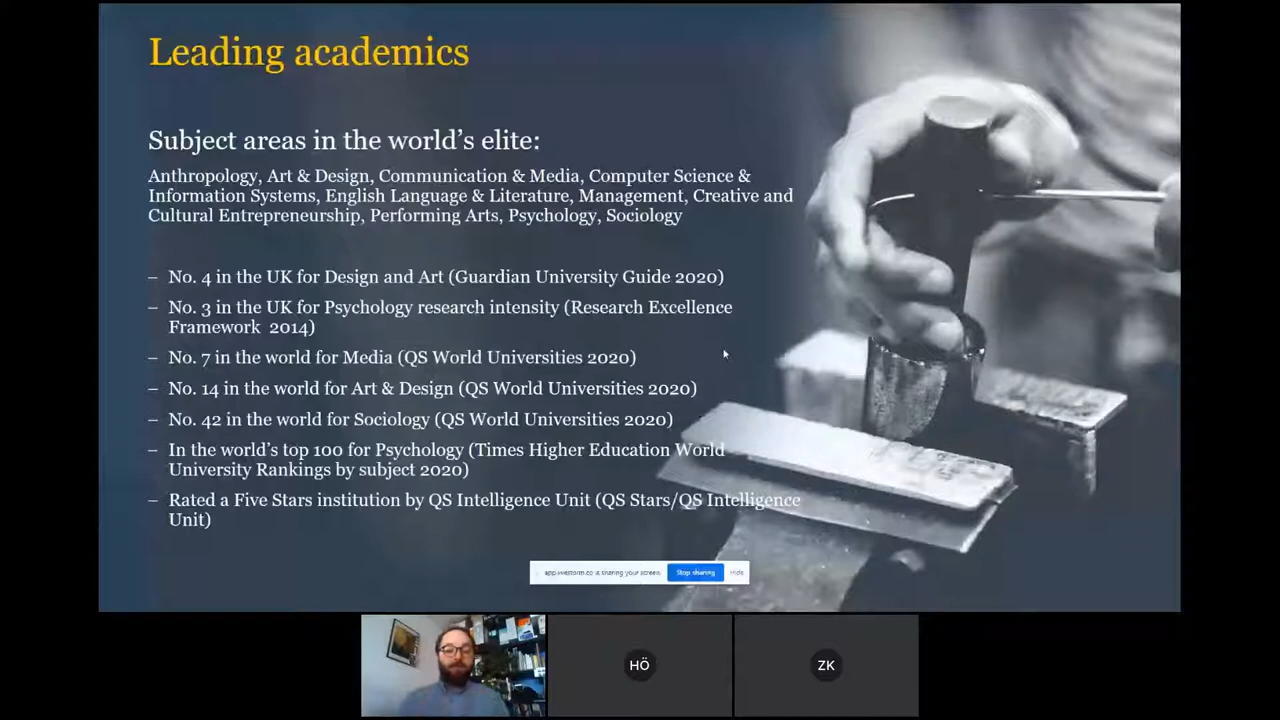 Leading academics
Subject areas in the world's elite:
Anthropology, Art & Design, Communication & Media, Computer Science &
Information Systems, English Language & Literature, Management, Creative and
Cultural Entrepreneurship, Performing Arts, Psychology, Sociology
– No. 4 in the UK for Design and Art (Guardian University Guide 2020)
– No. 3 in the UK for Psychology research intensity (Research Excellence
Framework 2014)
– No. 7 in the world for Media (QS World Universities 2020)
– No. 14 in the world for Art & Design (QS World Universities 2020)
– No. 42 in the world for Sociology (QS World Universities 2020)
– In the world's top 100 for Psychology (Times Higher Education World
University Rankings by subject 2020)
– Rated a Five Stars institution by QS Intelligence Unit (QS Stars/QS Intelligence
Unit)
is sharing your screen. Stop sharing Hide
HÖ ZK